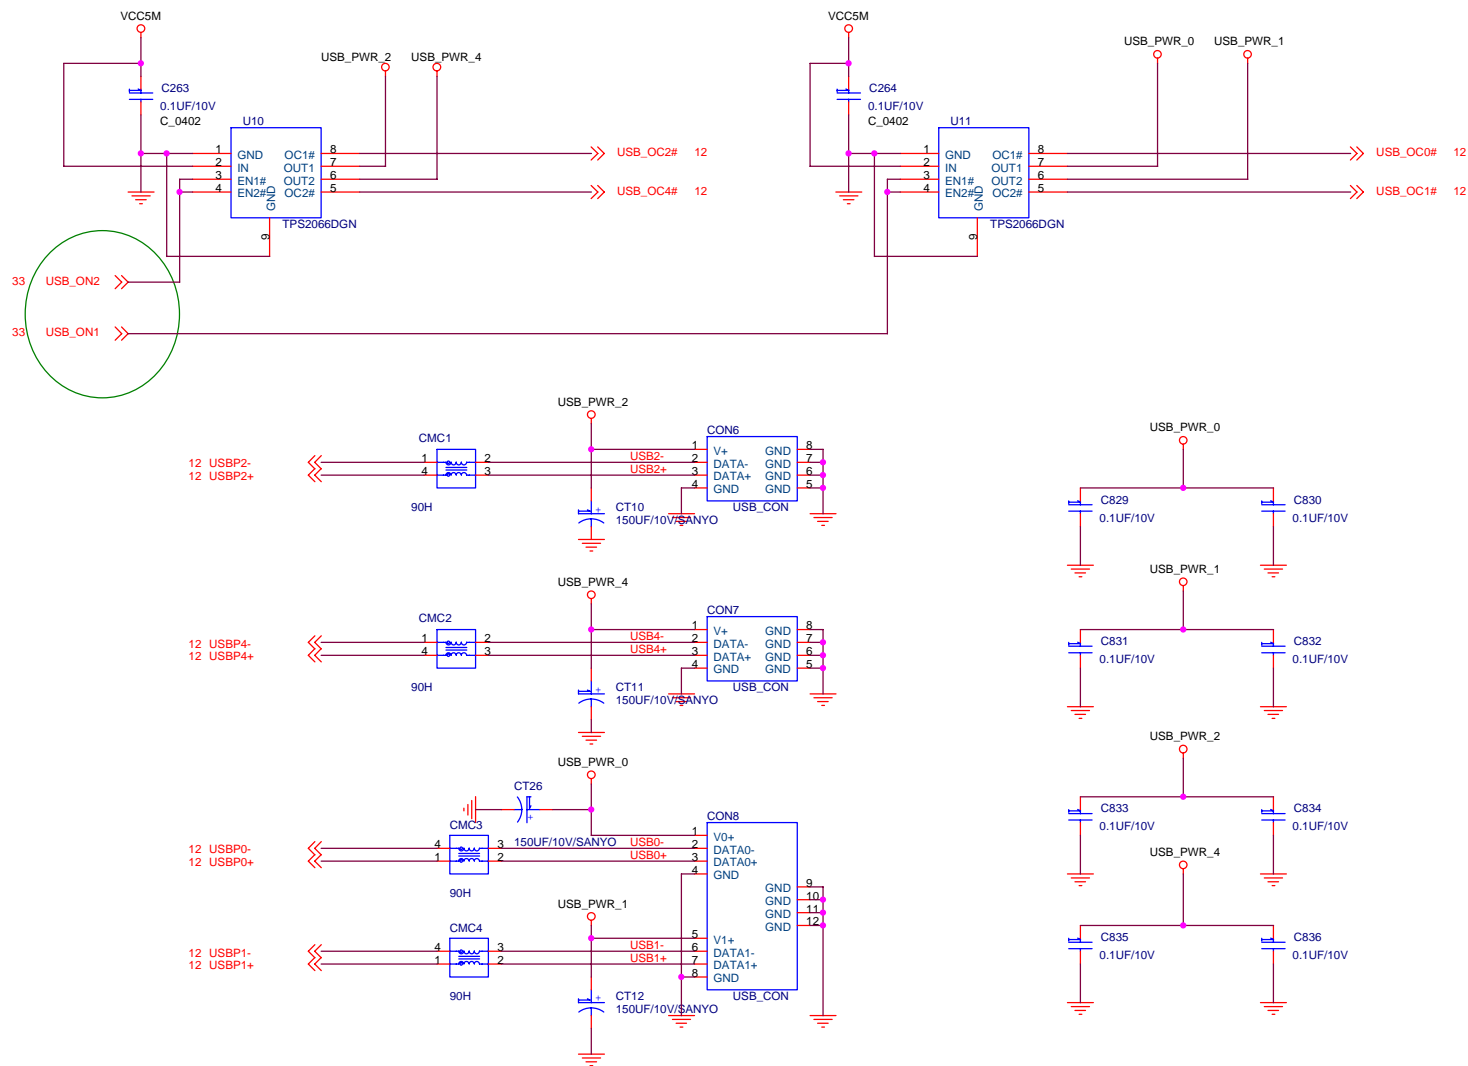 VCC5M
VCC5M
USB_PWR_2 USB_PWR_4
USB_PWR_0 USB_PWR_1
C263
0.1UF/10V
C_0402
C264
0.1UF/10V
C_0402
U10
1 GND OC1# 8
2 IN OUT1 7
3 EN1# OUT2 6
4 EN2# OC2# 5
GND
9
TPS2066DGN
USB_OC2# 12
USB_OC4# 12
U11
1 GND OC1# 8
2 IN OUT1 7
3 EN1# OUT2 6
4 EN2# OC2# 5
GND
9
TPS2066DGN
USB_OC0# 12
USB_OC1# 12
33 USB_ON2
33 USB_ON1
USB_PWR_2
12 USBP2-
12 USBP2+
CMC1
1 2
4 3
90H
USB2-
USB2+
CT10
150UF/10V/SANYO
CON6
1 V+ GND 8
2 DATA- GND 7
3 DATA+ GND 6
4 GND GND 5
USB_CON
USB_PWR_4
12 USBP4-
12 USBP4+
CMC2
1 2
4 3
90H
USB4-
USB4+
CT11
150UF/10V/SANYO
CON7
1 V+ GND 8
2 DATA- GND 7
3 DATA+ GND 6
4 GND GND 5
USB_CON
USB_PWR_0
CT26
150UF/10V/SANYO
12 USBP0-
12 USBP0+
CMC3
4 3
1 2
90H
USB0-
USB0+
CON8
1 V0+
2 DATA0-
3 DATA0+
4 GND
GND 9
GND 10
GND 11
GND 12
5 V1+
6 DATA1-
7 DATA1+
8 GND
USB_CON
USB_PWR_1
12 USBP1-
12 USBP1+
CMC4
4 3
1 2
90H
USB1-
USB1+
CT12
150UF/10V/SANYO
USB_PWR_0
C829
0.1UF/10V
C830
0.1UF/10V
USB_PWR_1
C831
0.1UF/10V
C832
0.1UF/10V
USB_PWR_2
C833
0.1UF/10V
C834
0.1UF/10V
USB_PWR_4
C835
0.1UF/10V
C836
0.1UF/10V